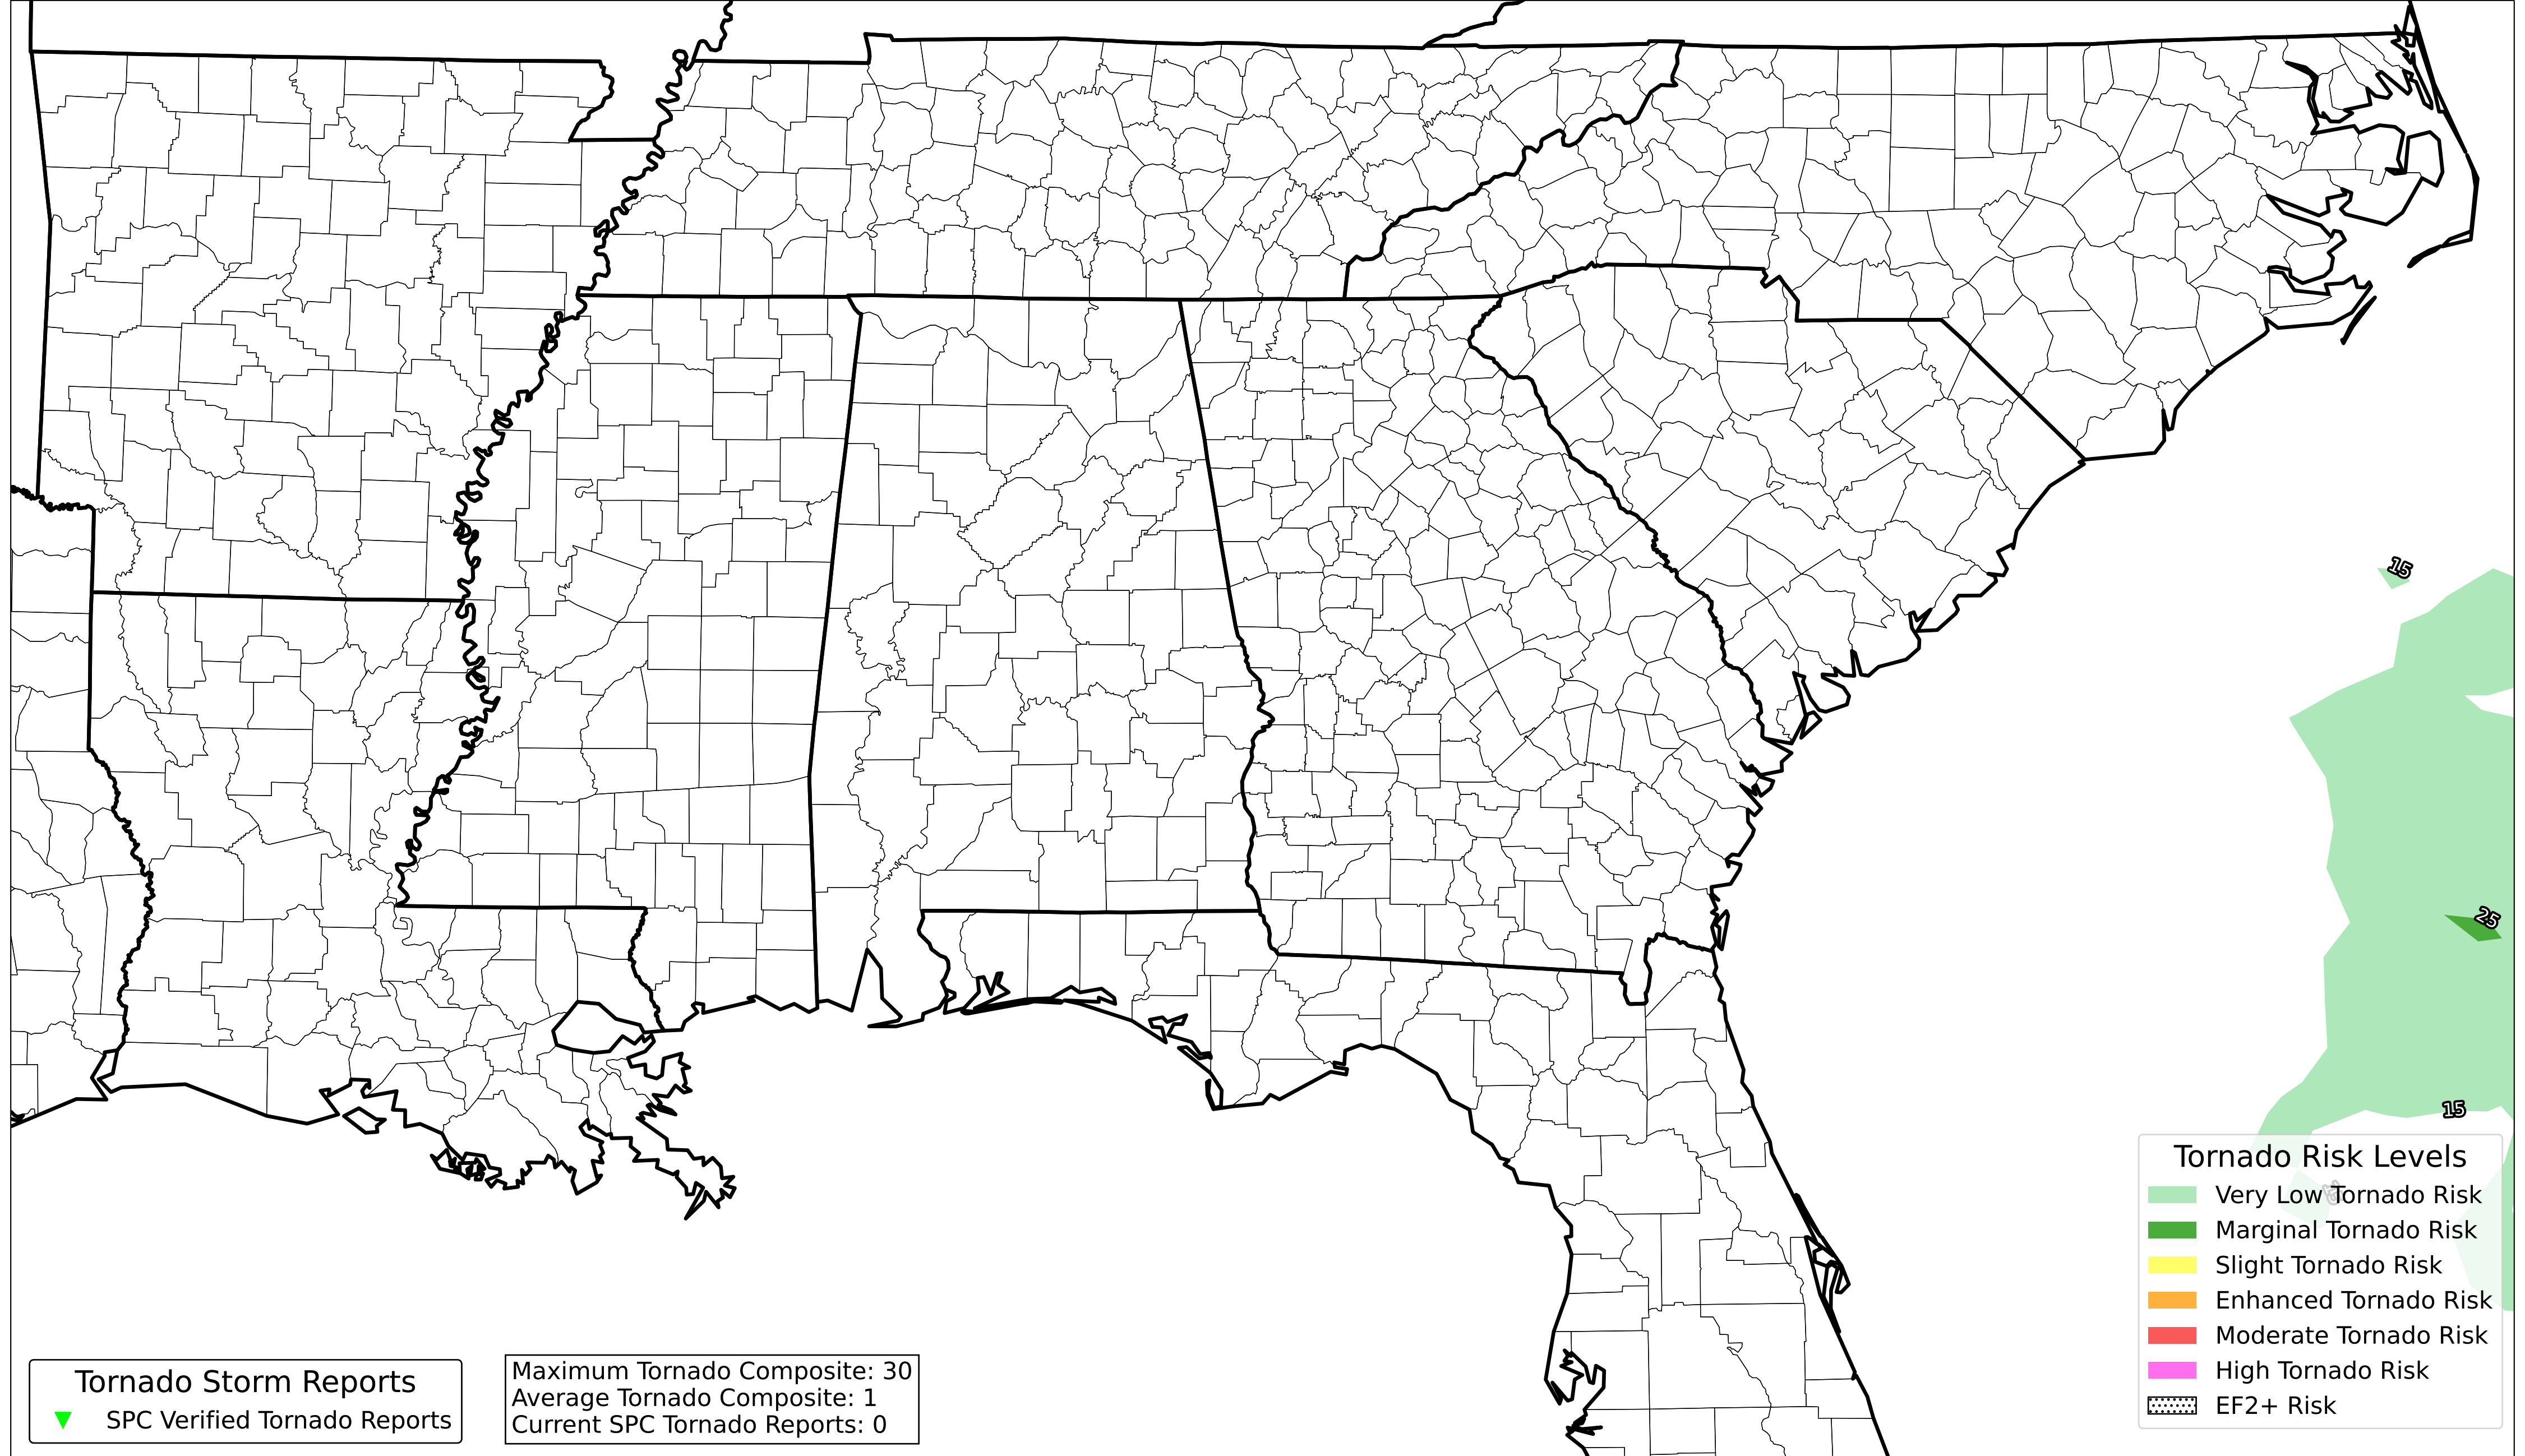 15
25
15
Tornado Risk Levels
Very Low Tornado Risk
Marginal Tornado Risk
Slight Tornado Risk
Enhanced Tornado Risk
Moderate Tornado Risk
High Tornado Risk
EF2+ Risk
Tornado Storm Reports
SPC Verified Tornado Reports
Maximum Tornado Composite: 30
Average Tornado Composite: 1
Current SPC Tornado Reports: 0